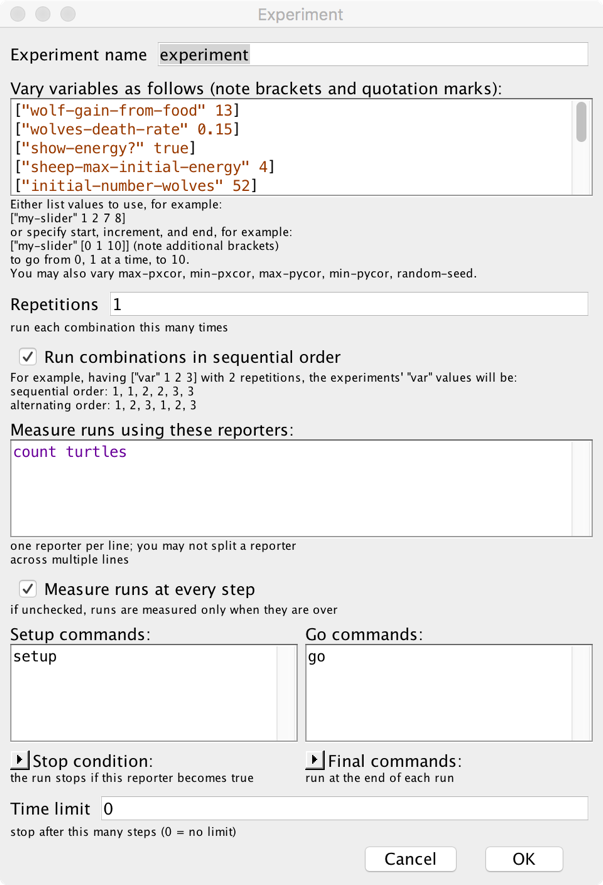 Experiment
Experiment name experiment
Vary variables as follows (note brackets and quotation marks):
["wolf-gain-from-food" 13]
["wolves-death-rate" 0.15]
["show-energy?" true]
["sheep-max-initial-energy" 4]
["initial-number-wolves" 52]
Either list values to use, for example:
["my-slider" 1 2 7 8]
or specify start, increment, and end, for example:
["my-slider" [0 1 10]] (note additional brackets)
to go from 0, 1 at a time, to 10.
You may also vary max-pxcor, min-pxcor, max-pycor, min-pycor, random-seed.
Repetitions 1
run each combination this many times
Run combinations in sequential order
For example, having ["var" 1 2 3] with 2 repetitions, the experiments' "var" values will be:
sequential order: 1, 1, 2, 2, 3, 3
alternating order: 1, 2, 3, 1, 2, 3
Measure runs using these reporters:
count turtles
one reporter per line; you may not split a reporter
across multiple lines
Measure runs at every step
if unchecked, runs are measured only when they are over
Setup commands: Go commands:
setup go
Stop condition: Final commands:
the run stops if this reporter becomes true run at the end of each run
Time limit 0
stop after this many steps (0 = no limit)
Cancel OK